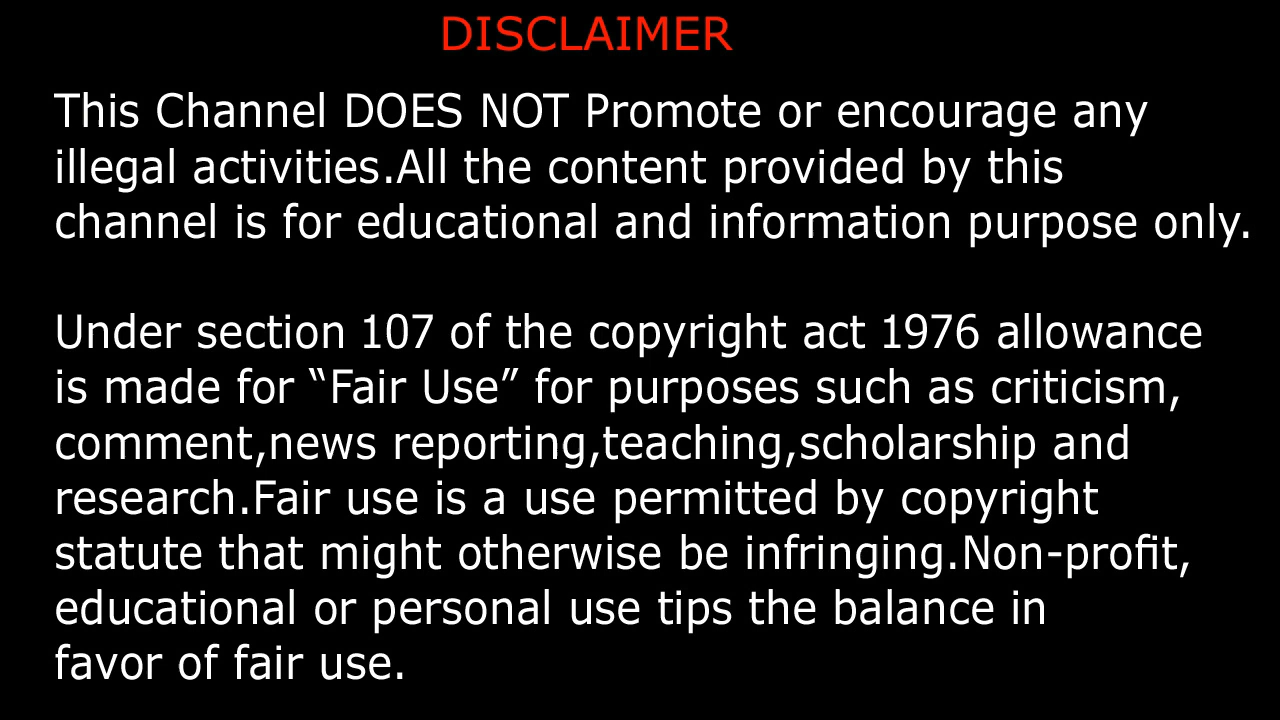 DISCLAIMER
This Channel DOES NOT Promote or encourage any
illegal activities.All the content provided by this
channel is for educational and information purpose only.
Under section 107 of the copyright act 1976 allowance
is made for “Fair Use” for purposes such as criticism,
comment,news reporting,teaching,scholarship and
research.Fair use is a use permitted by copyright
statute that might otherwise be infringing.Non-profit,
educational or personal use tips the balance in
favor of fair use.